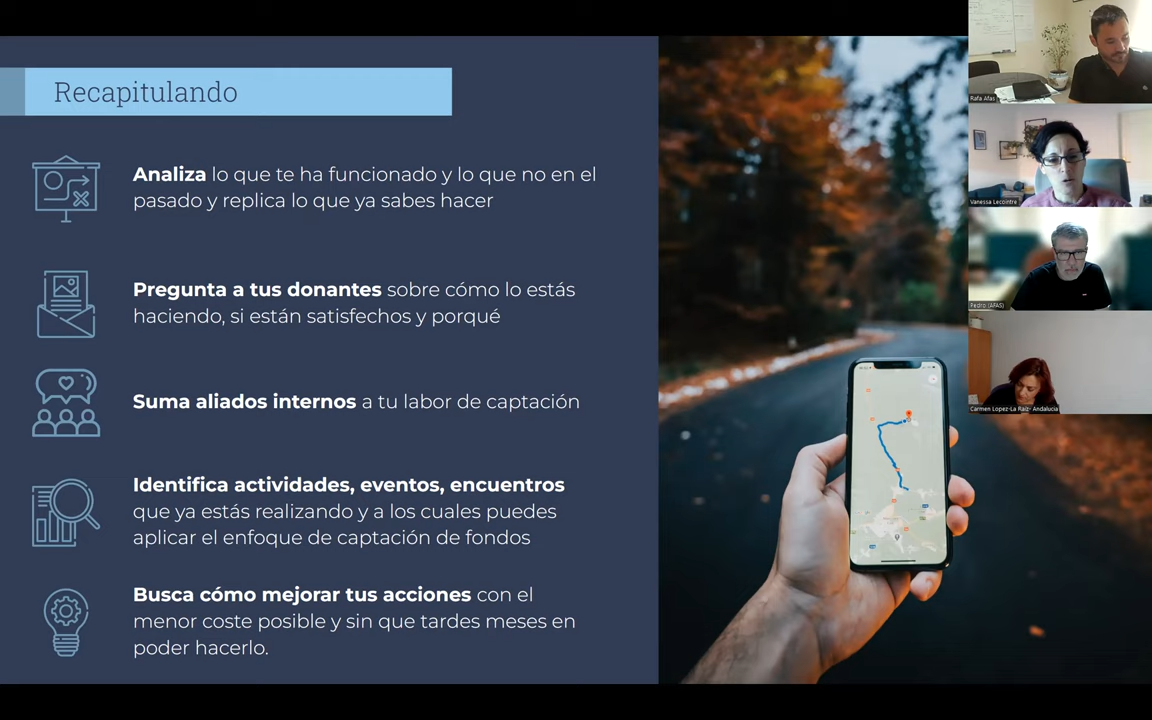 Recapitulando
Analiza lo que te ha funcionado y lo que no en el
pasado y replica lo que ya sabes hacer
Pregunta a tus donantes sobre cómo lo estás
haciendo, si están satisfechos y porqué
Suma aliados internos a tu labor de captación
Identifica actividades, eventos, encuentros
que ya estás realizando y a los cuales puedes
aplicar el enfoque de captación de fondos
Busca cómo mejorar tus acciones con el
menor coste posible y sin que tardes meses en
poder hacerlo.
Rafa Afas
Vanessa Lecointre
Pedro (AFAS)
Carmen Lopez-La Raiz- Andalucia